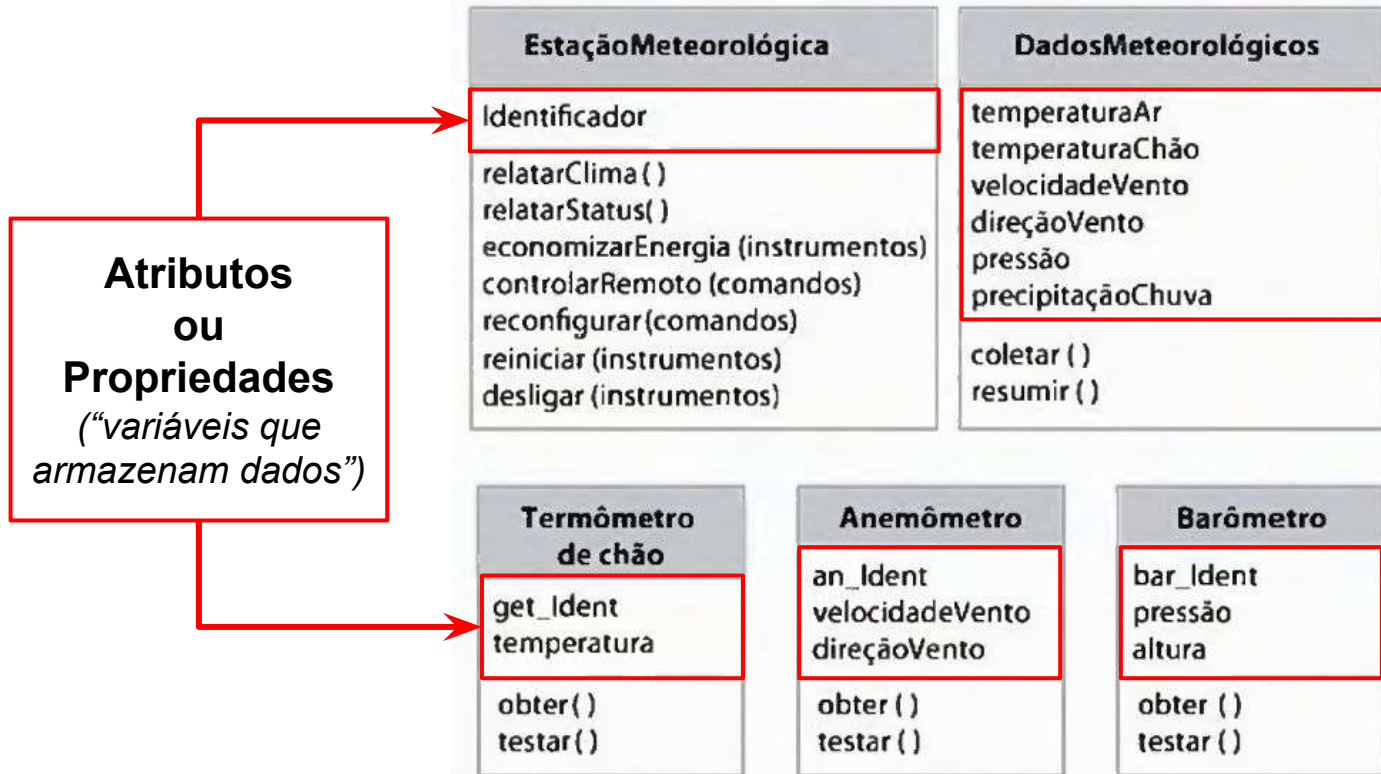 EstaçãoMeteorológica
Identificador
relatarClima ( )
relatarStatus( )
economizarEnergia (instrumentos)
controlarRemoto (comandos)
reconfigurar (comandos)
reiniciar (instrumentos)
desligar (instrumentos)
DadosMeteorológicos
temperaturaAr
temperaturaChão
velocidadeVento
direçãoVento
pressão
precipitaçãoChuva
coletar ( )
resumir ( )
Atributos
ou
Propriedades
(“variáveis que
armazenam dados”)
Termômetro
de chão
get_Ident
temperatura
obter( )
testar( )
Anemômetro
an_Ident
velocidadeVento
direçãoVento
obter ( )
testar ( )
Barômetro
bar_Ident
pressão
altura
obter ( )
testar ( )